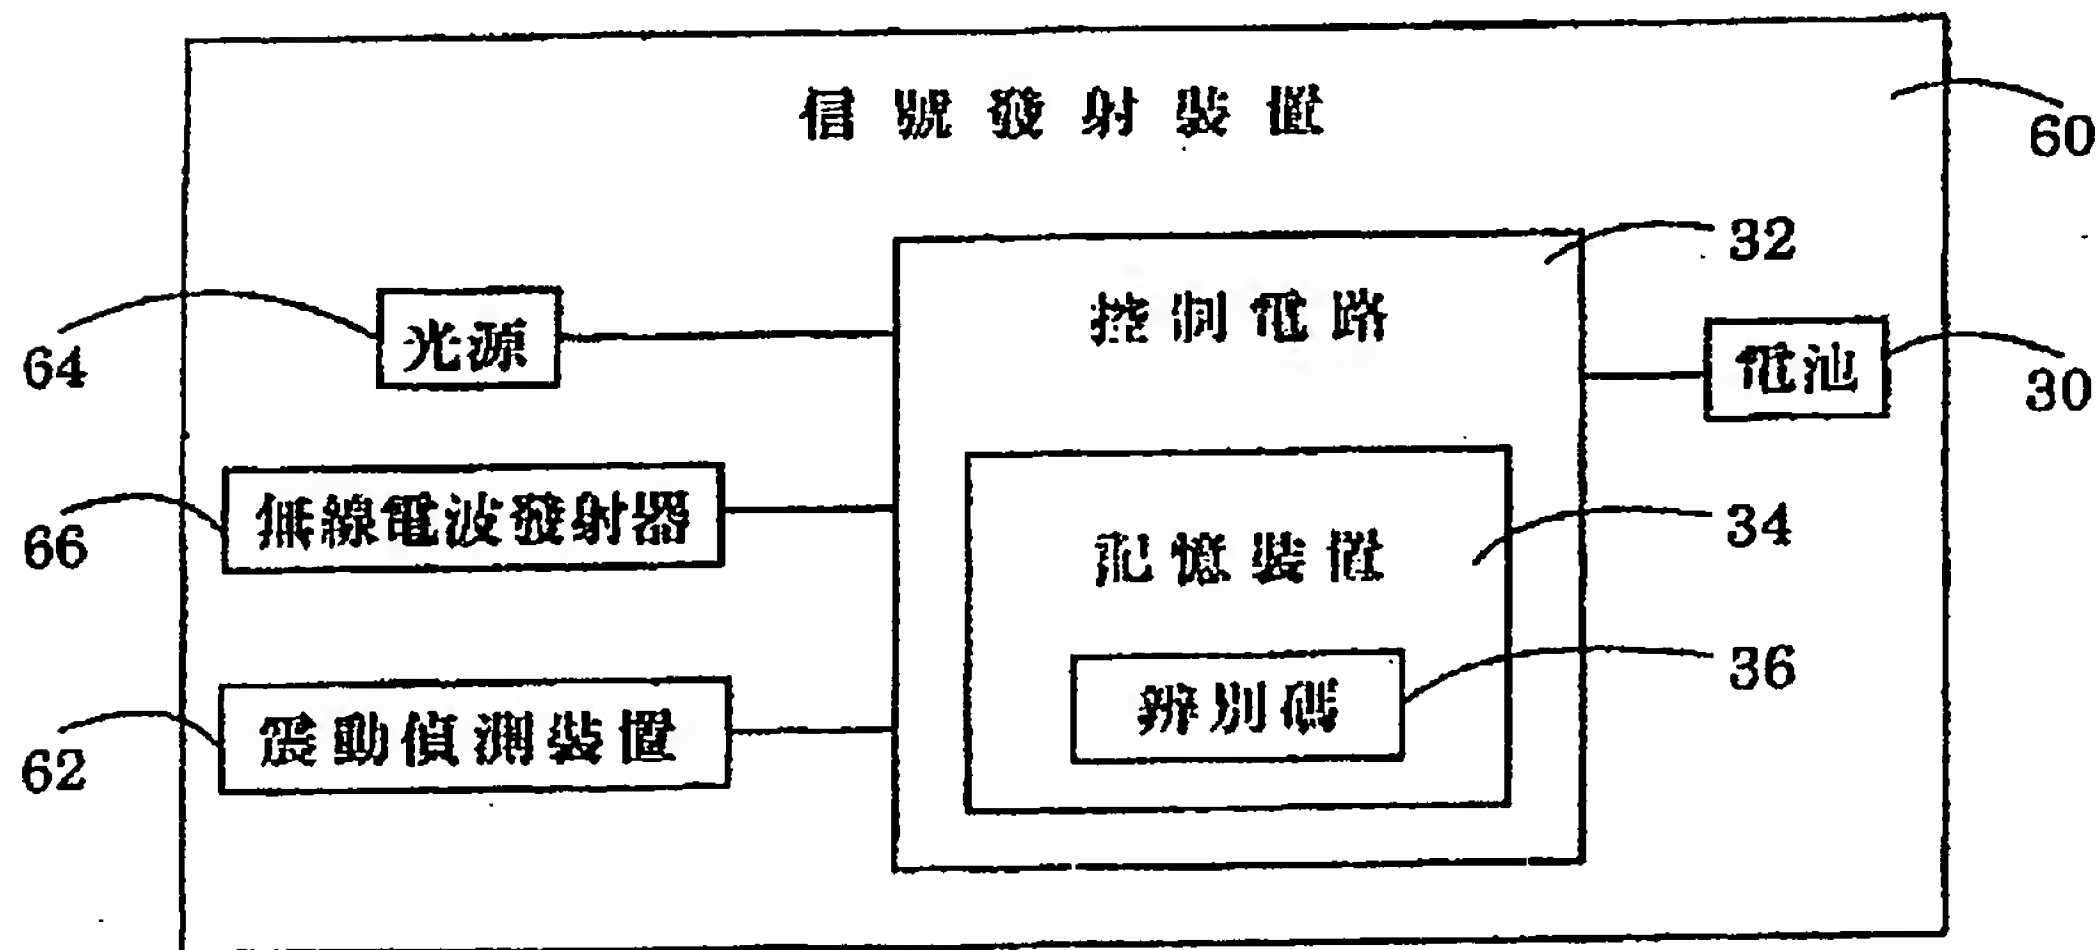 信號發射裝置
60
32
控制電路
光源
電池
64
30
無線電波發射器
66
記憶裝置
34
辨別碼
36
震動偵測裝置
62